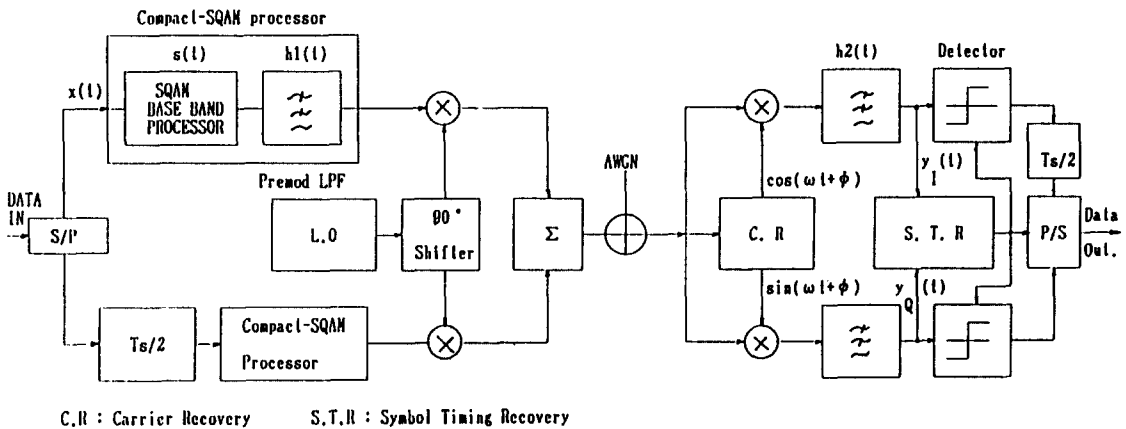 Compact-SQAM processor
s(t)
h1(t)
x(t)
SQAM
BASE BAND
PROCESSOR
Premod LPF
DATA
IN
S/P
L.O
90°
Shifter
Σ
AWGN
Ts/2
Compact-SQAM
Processor
h2(t)
Detector
cos(ωt+φ)
y_I(t)
Ts/2
C.R
S.T.R
P/S
Data
Out.
sin(ωt+φ)
y_Q(t)
C.R : Carrier Recovery
S.T.R : Symbol Timing Recovery